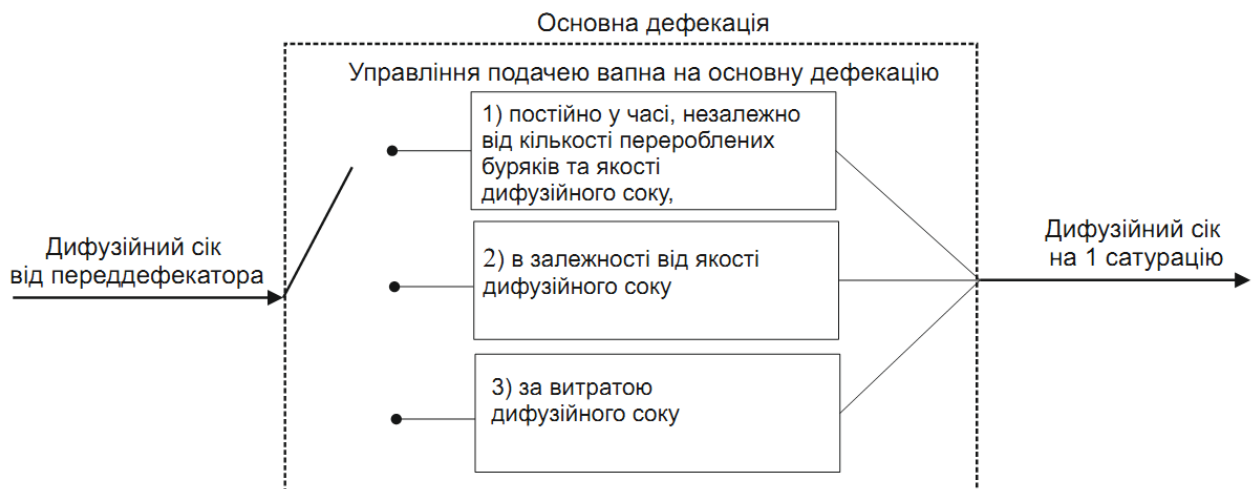 Основна дефекація
Управління подачею вапна на основну дефекацію
1) постійно у часі, незалежно
від кількості перероблених
буряків та якості
дифузійного соку,
Дифузійний сік
від переддефекатора
2) в залежності від якості
дифузійного соку
Дифузійний сік
на 1 сатурацію
3) за витратою
дифузійного соку